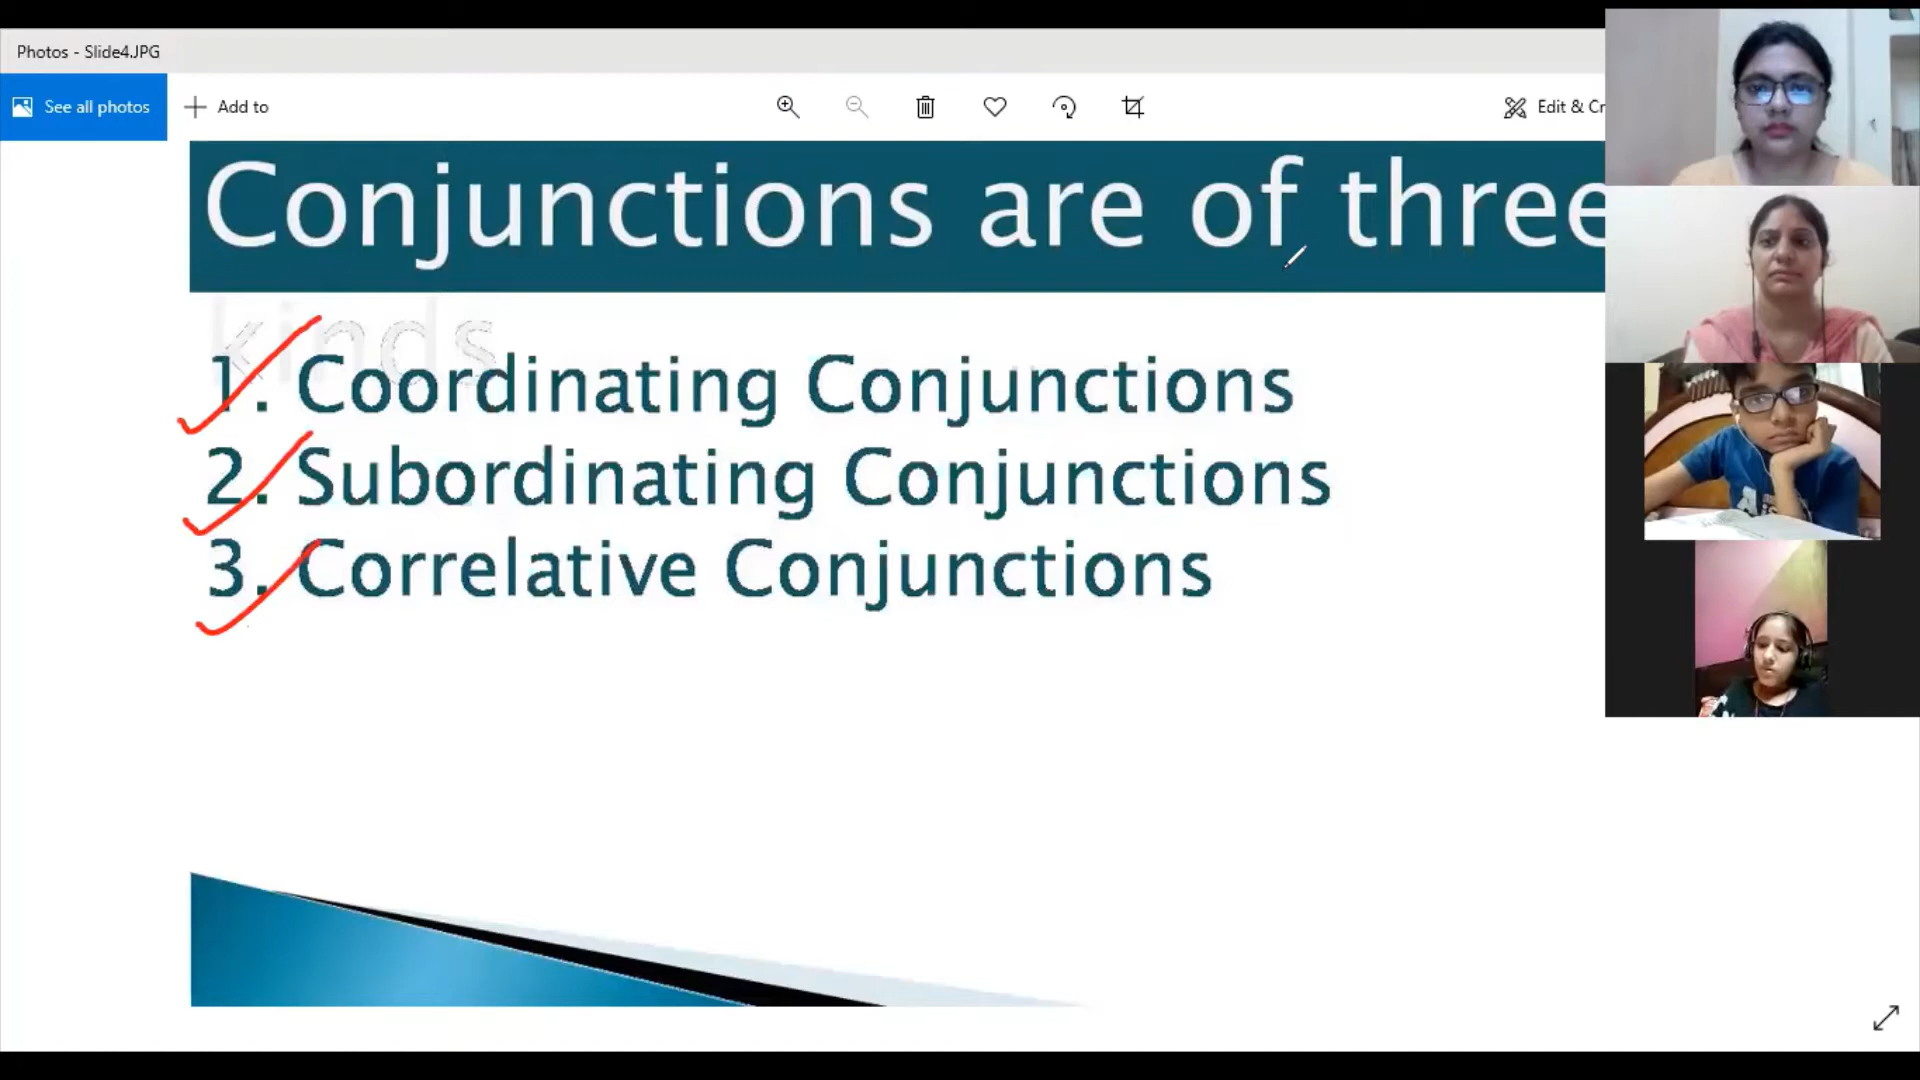 Photos - Slide4.JPG
See all photos
Add to
Edit & Cr
Conjunctions are of three
kinds
1. Coordinating Conjunctions
2. Subordinating Conjunctions
3. Correlative Conjunctions